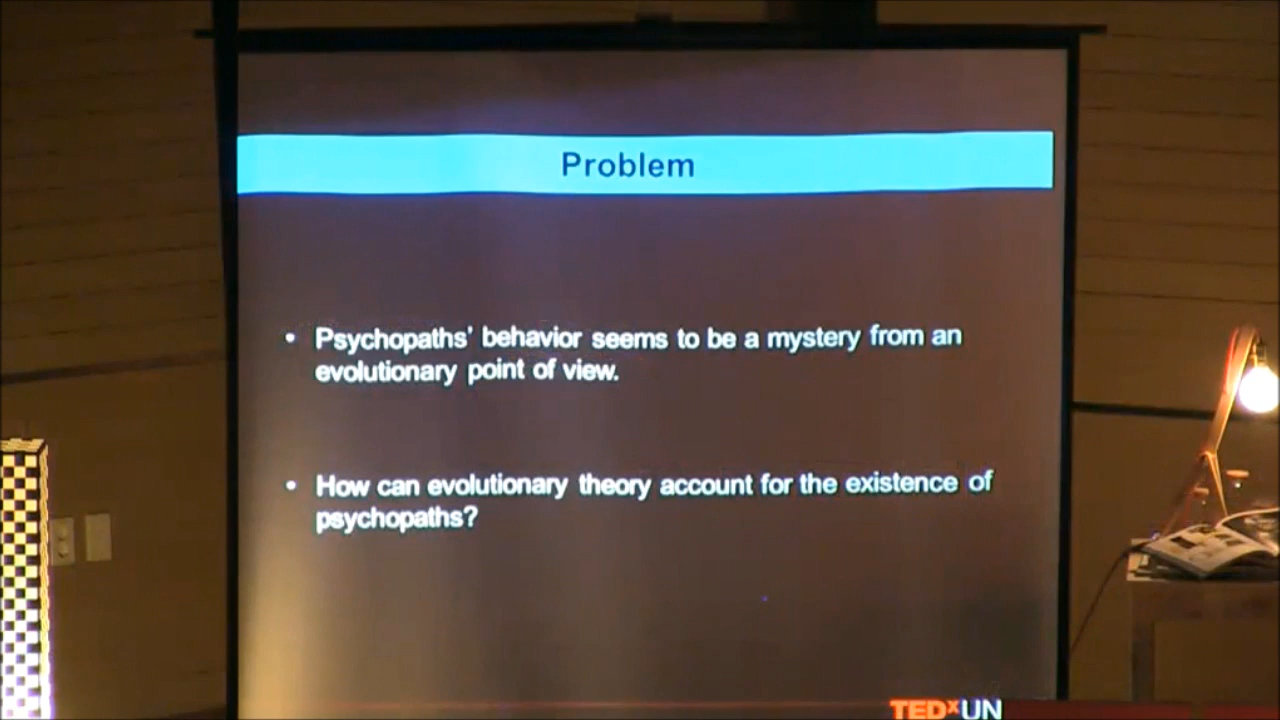 Problem
• Psychopaths' behavior seems to be a mystery from an
evolutionary point of view.
• How can evolutionary theory account for the existence of
psychopaths?
TEDxUN